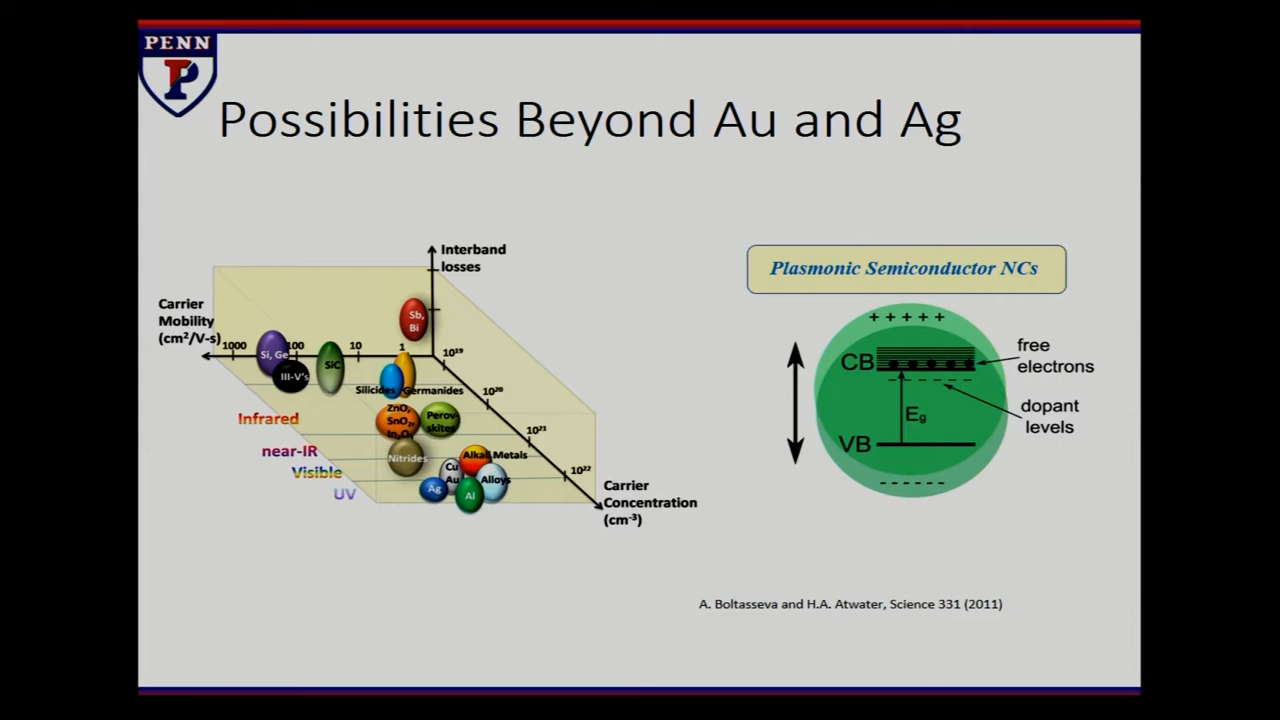 PENN
P
Possibilities Beyond Au and Ag
Interband
losses
Carrier
Mobility
(cm²/V-s)
1000
100
10
1
10¹⁹
10²⁰
10²¹
10²²
Sb,
Bi
Si, Ge
III-V's
SiC
Silicides
Germanides
ZnO,
SnO₂,
In₂O₃
Perov-
skites
Nitrides
Alkali Metals
Cu
Au
Alloys
Ag
Al
Infrared
near-IR
Visible
UV
Carrier
Concentration
(cm⁻³)
Plasmonic Semiconductor NCs
+ + + + +
CB
free
electrons
dopant
levels
Eg
VB
- - - - - -
A. Boltasseva and H.A. Atwater, Science 331 (2011)